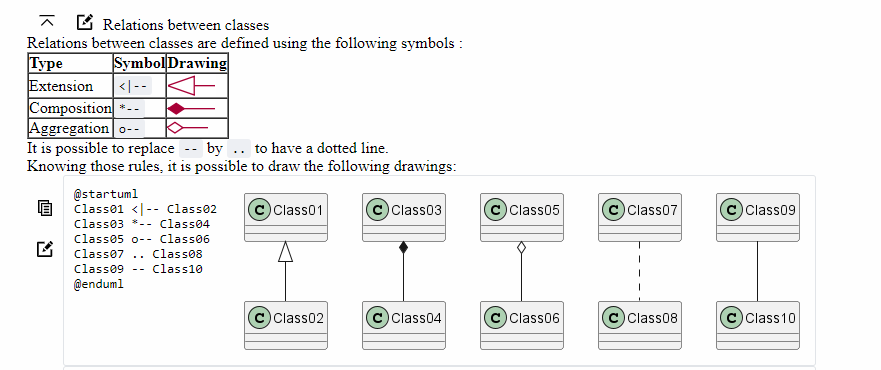 Relations between classes
Relations between classes are defined using the following symbols :
Type Symbol Drawing
Extension <|--
Composition *--
Aggregation o--
It is possible to replace -- by .. to have a dotted line.
Knowing those rules, it is possible to draw the following drawings:
@startuml
Class01 <|-- Class02
Class03 *-- Class04
Class05 o-- Class06
Class07 .. Class08
Class09 -- Class10
@enduml
C Class01 C Class03 C Class05 C Class07 C Class09
C Class02 C Class04 C Class06 C Class08 C Class10